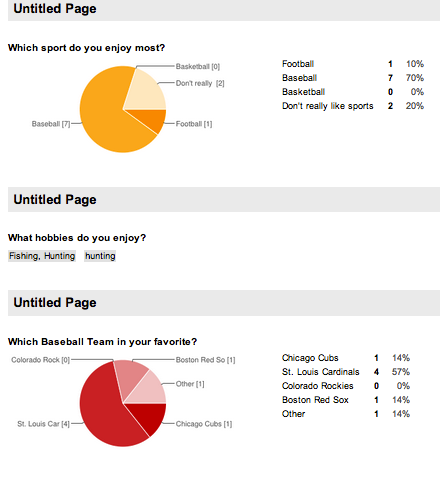 Untitled Page
Which sport do you enjoy most?
Basketball [0]
Don't really [2]
Baseball [7]
Football [1]
Football 1 10%
Baseball 7 70%
Basketball 0 0%
Don't really like sports 2 20%
Untitled Page
What hobbies do you enjoy?
Fishing, Hunting hunting
Untitled Page
Which Baseball Team in your favorite?
Colorado Rock [0]
Boston Red So [1]
Other [1]
St. Louis Car [4]
Chicago Cubs [1]
Chicago Cubs 1 14%
St. Louis Cardinals 4 57%
Colorado Rockies 0 0%
Boston Red Sox 1 14%
Other 1 14%